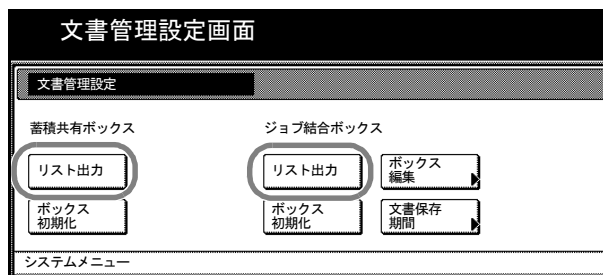 文書管理設定画面
文書管理設定
蓄積共有ボックス
ジョブ結合ボックス
リスト出力
リスト出力
ボックス
編集
ボックス
初期化
ボックス
初期化
文書保存
期間
システムメニュー